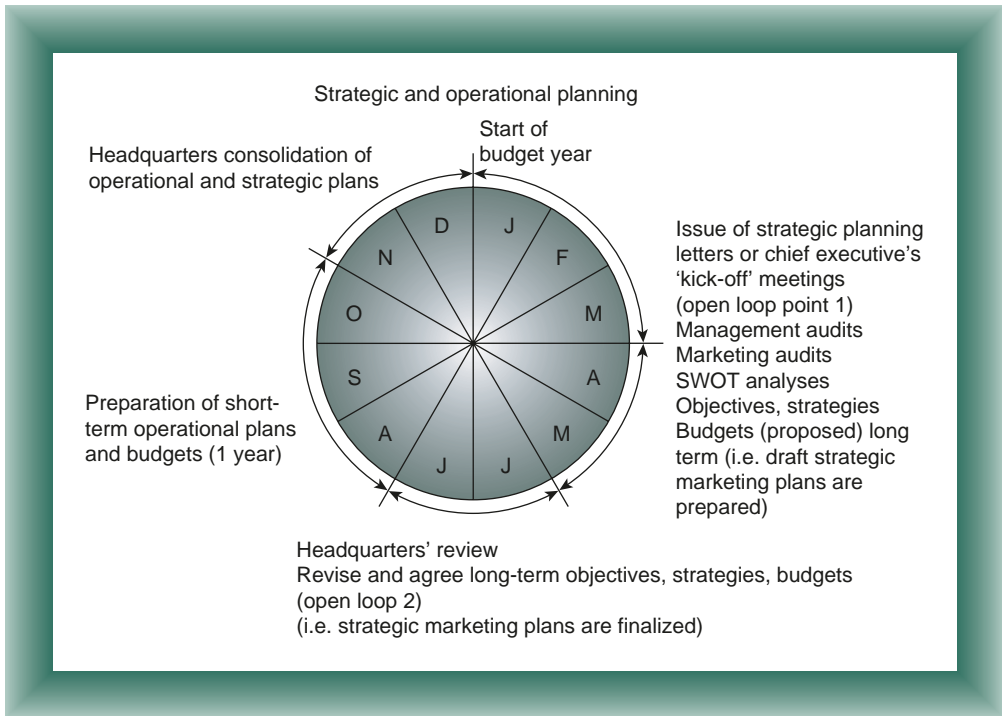 Strategic and operational planning
Start of
budget year
Headquarters consolidation of
operational and strategic plans
D
J
N
F
O
M
S
A
A
M
J
J
Issue of strategic planning
letters or chief executive’s
‘kick-off’ meetings
(open loop point 1)
Management audits
Marketing audits
SWOT analyses
Objectives, strategies
Budgets (proposed) long
term (i.e. draft strategic
marketing plans are
prepared)
Preparation of short-
term operational plans
and budgets (1 year)
Headquarters’ review
Revise and agree long-term objectives, strategies, budgets
(open loop 2)
(i.e. strategic marketing plans are finalized)